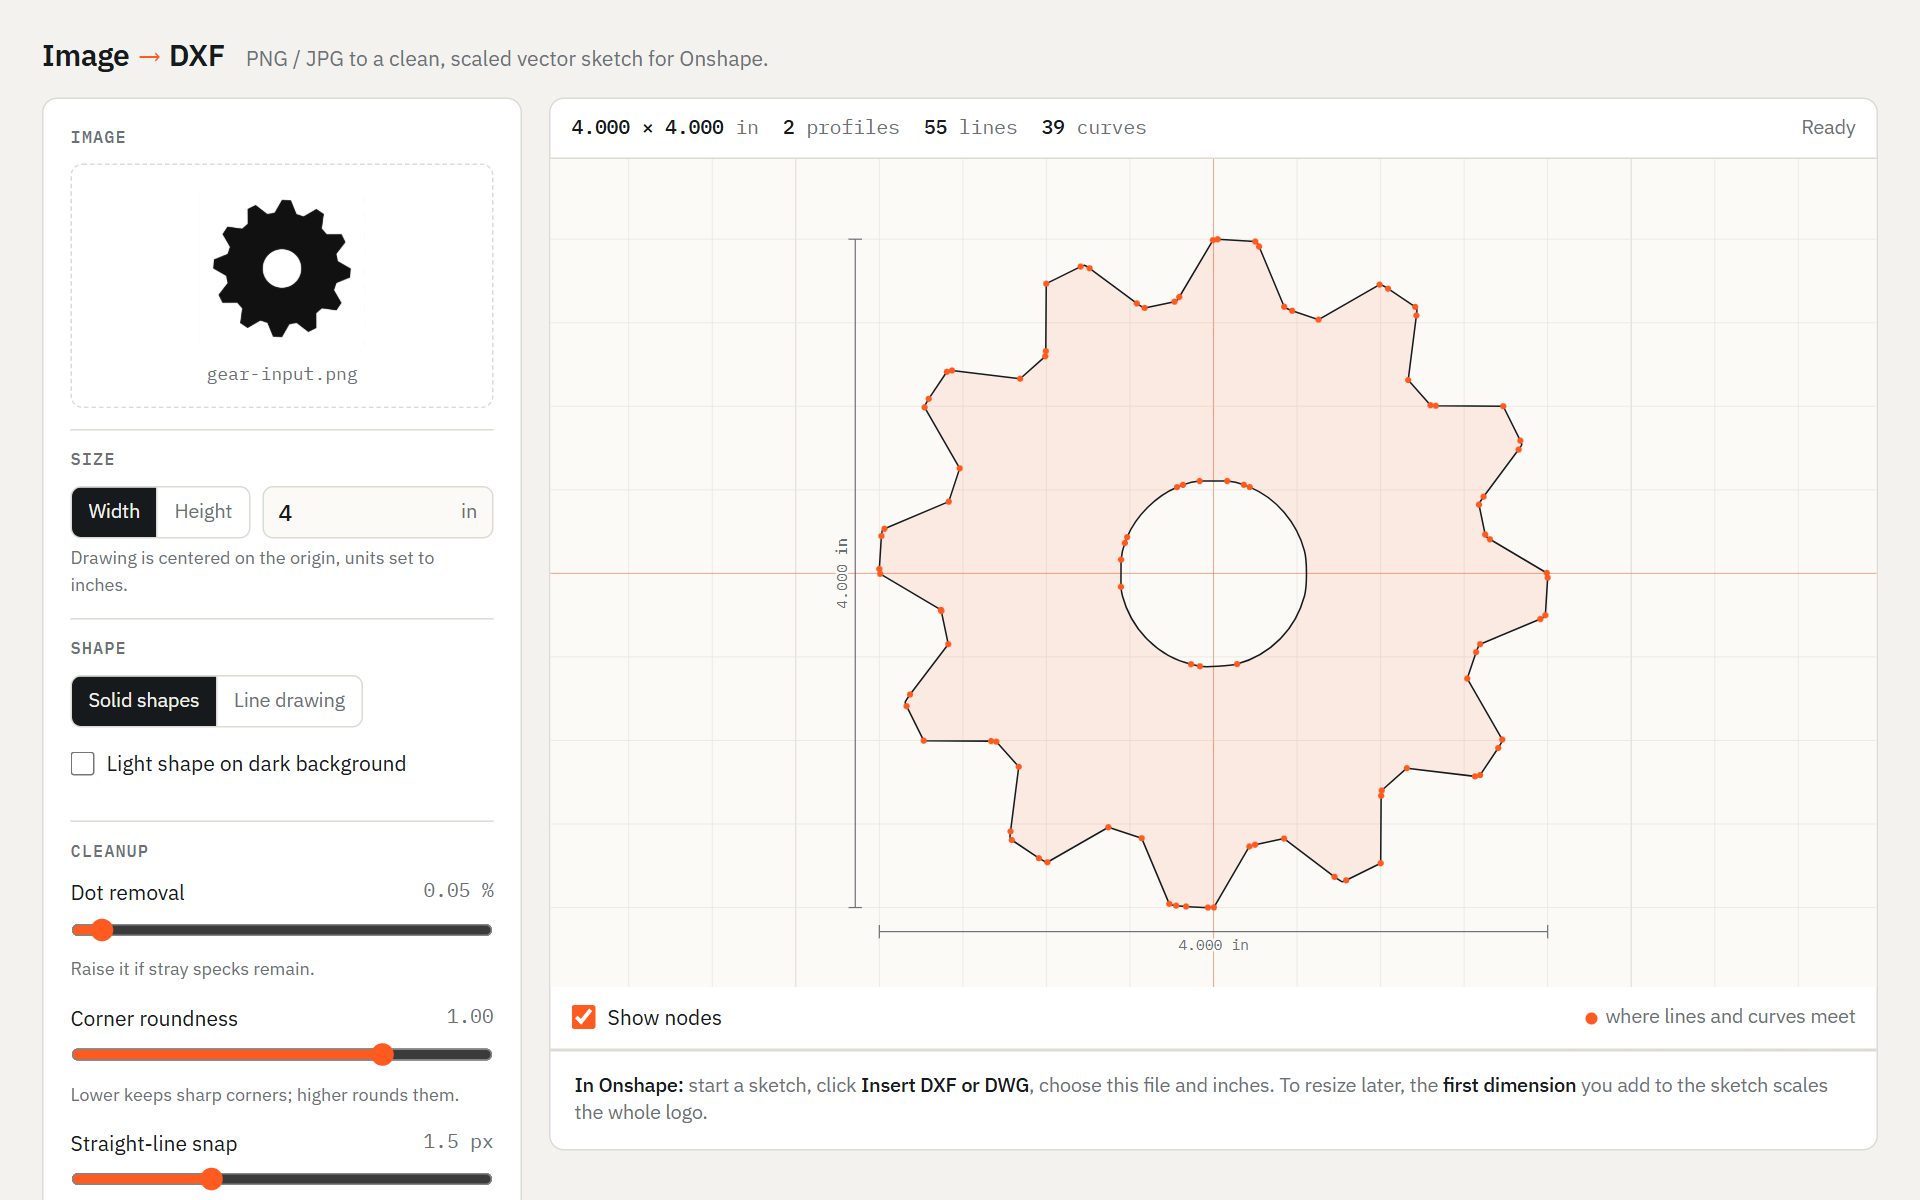 Image → DXF PNG / JPG to a clean, scaled vector sketch for Onshape.
IMAGE
gear-input.png
SIZE
Width Height 4 in
Drawing is centered on the origin, units set to
inches.
SHAPE
Solid shapes Line drawing
Light shape on dark background
CLEANUP
Dot removal 0.05 %
Raise it if stray specks remain.
Corner roundness 1.00
Lower keeps sharp corners; higher rounds them.
Straight-line snap 1.5 px
4.000 × 4.000 in 2 profiles 55 lines 39 curves Ready
4.000 in
4.000 in
Show nodes where lines and curves meet
In Onshape: start a sketch, click Insert DXF or DWG, choose this file and inches. To resize later, the first dimension you add to the sketch scales
the whole logo.